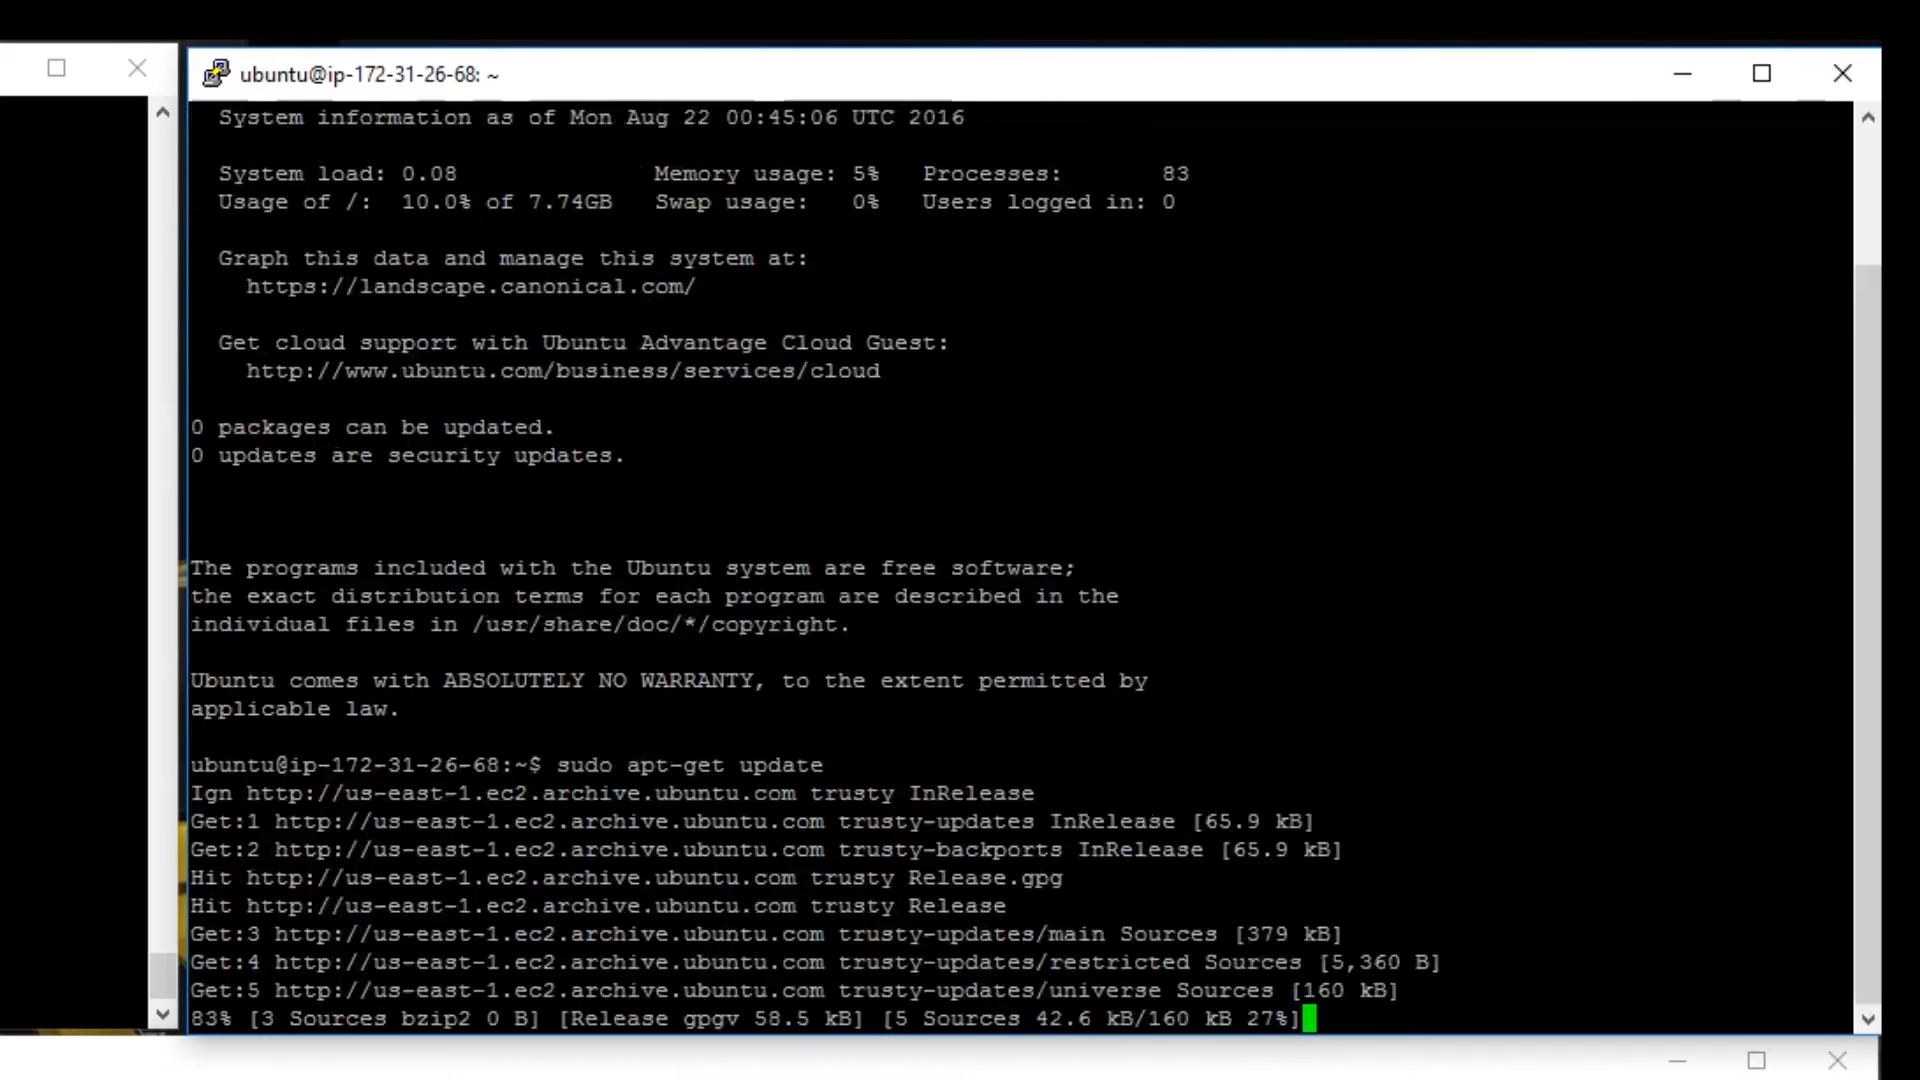 ubuntu@ip-172-31-26-68: ~
System information as of Mon Aug 22 00:45:06 UTC 2016
System load: 0.08 Memory usage: 5% Processes: 83
Usage of /: 10.0% of 7.74GB Swap usage: 0% Users logged in: 0
Graph this data and manage this system at:
https://landscape.canonical.com/
Get cloud support with Ubuntu Advantage Cloud Guest:
http://www.ubuntu.com/business/services/cloud
0 packages can be updated.
0 updates are security updates.
The programs included with the Ubuntu system are free software;
the exact distribution terms for each program are described in the
individual files in /usr/share/doc/*/copyright.
Ubuntu comes with ABSOLUTELY NO WARRANTY, to the extent permitted by
applicable law.
ubuntu@ip-172-31-26-68:~$ sudo apt-get update
Ign http://us-east-1.ec2.archive.ubuntu.com trusty InRelease
Get:1 http://us-east-1.ec2.archive.ubuntu.com trusty-updates InRelease [65.9 kB]
Get:2 http://us-east-1.ec2.archive.ubuntu.com trusty-backports InRelease [65.9 kB]
Hit http://us-east-1.ec2.archive.ubuntu.com trusty Release.gpg
Hit http://us-east-1.ec2.archive.ubuntu.com trusty Release
Get:3 http://us-east-1.ec2.archive.ubuntu.com trusty-updates/main Sources [379 kB]
Get:4 http://us-east-1.ec2.archive.ubuntu.com trusty-updates/restricted Sources [5,360 B]
Get:5 http://us-east-1.ec2.archive.ubuntu.com trusty-updates/universe Sources [160 kB]
83% [3 Sources bzip2 0 B] [Release gpgv 58.5 kB] [5 Sources 42.6 kB/160 kB 27%]